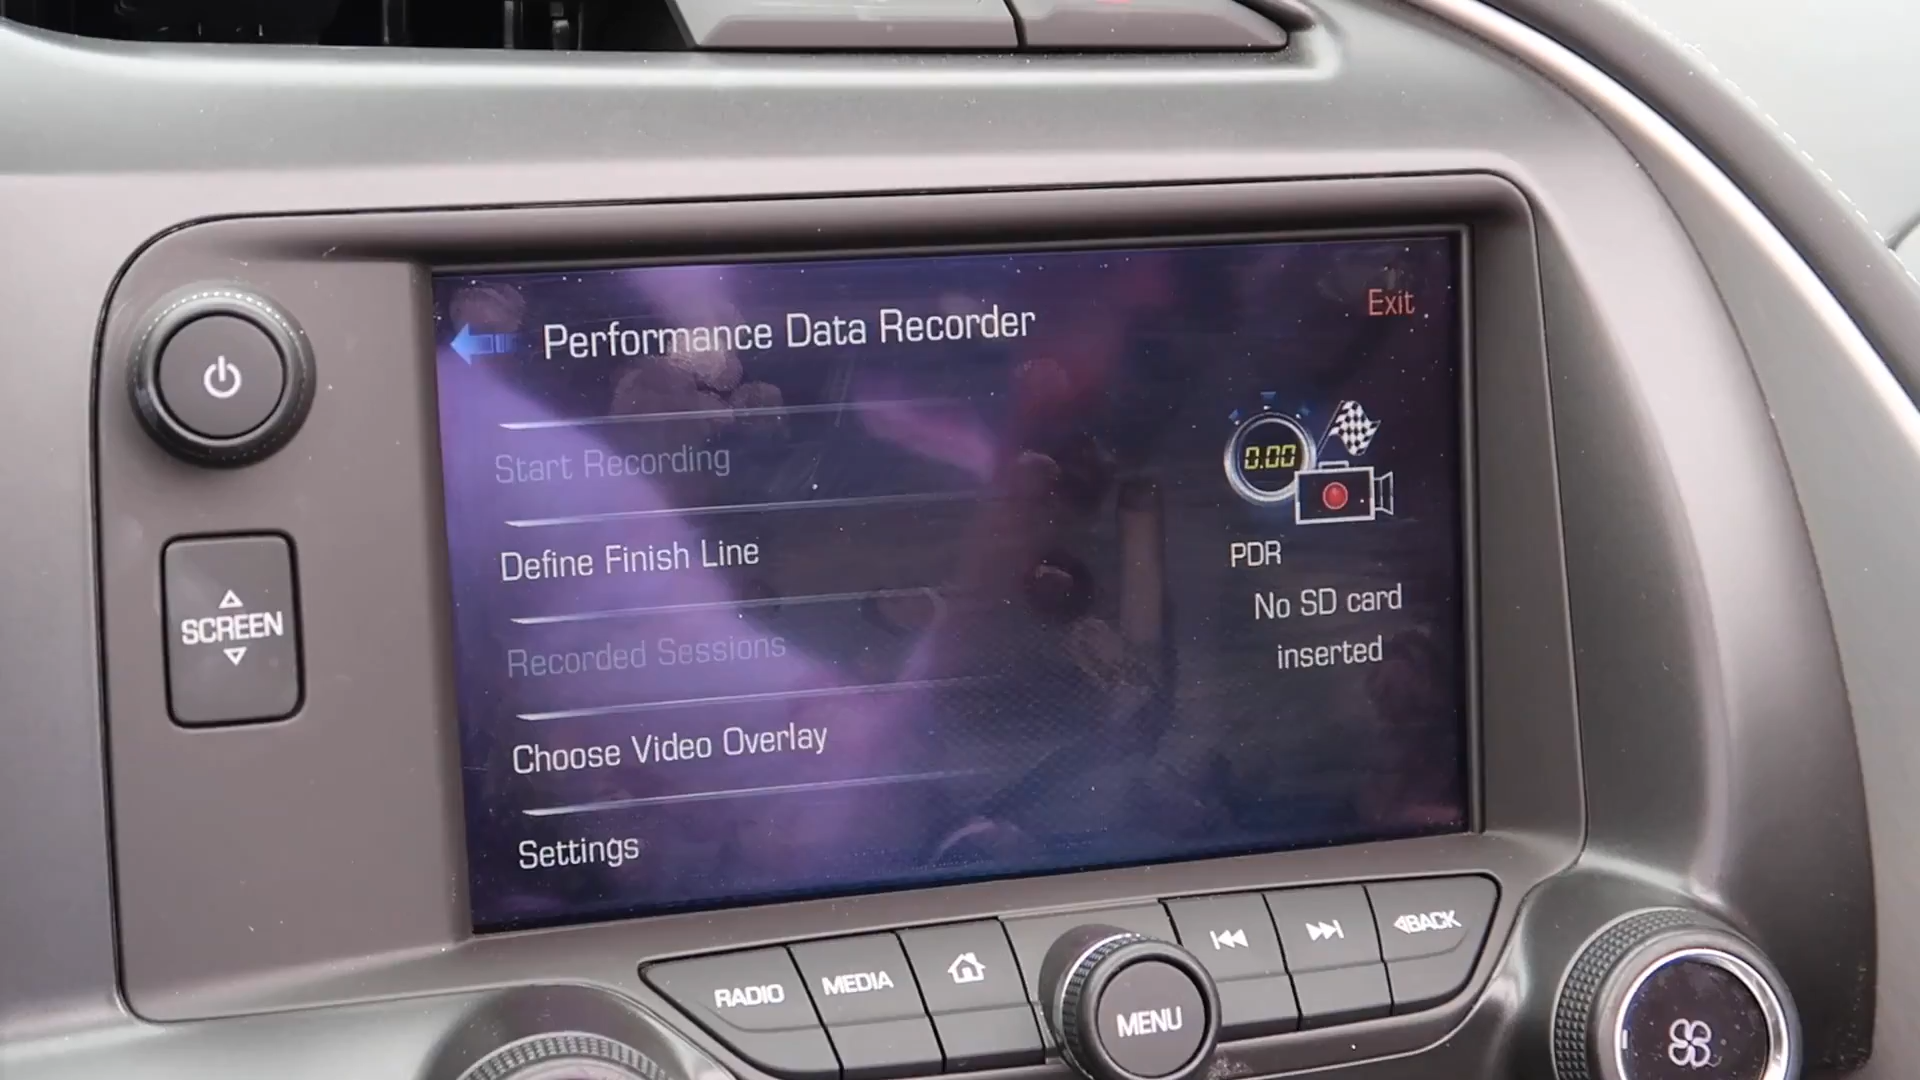 Performance Data Recorder
Exit
Start Recording
Define Finish Line
Recorded Sessions
Choose Video Overlay
Settings
0.00
PDR
No SD card
inserted
SCREEN
RADIO
MEDIA
MENU
BACK